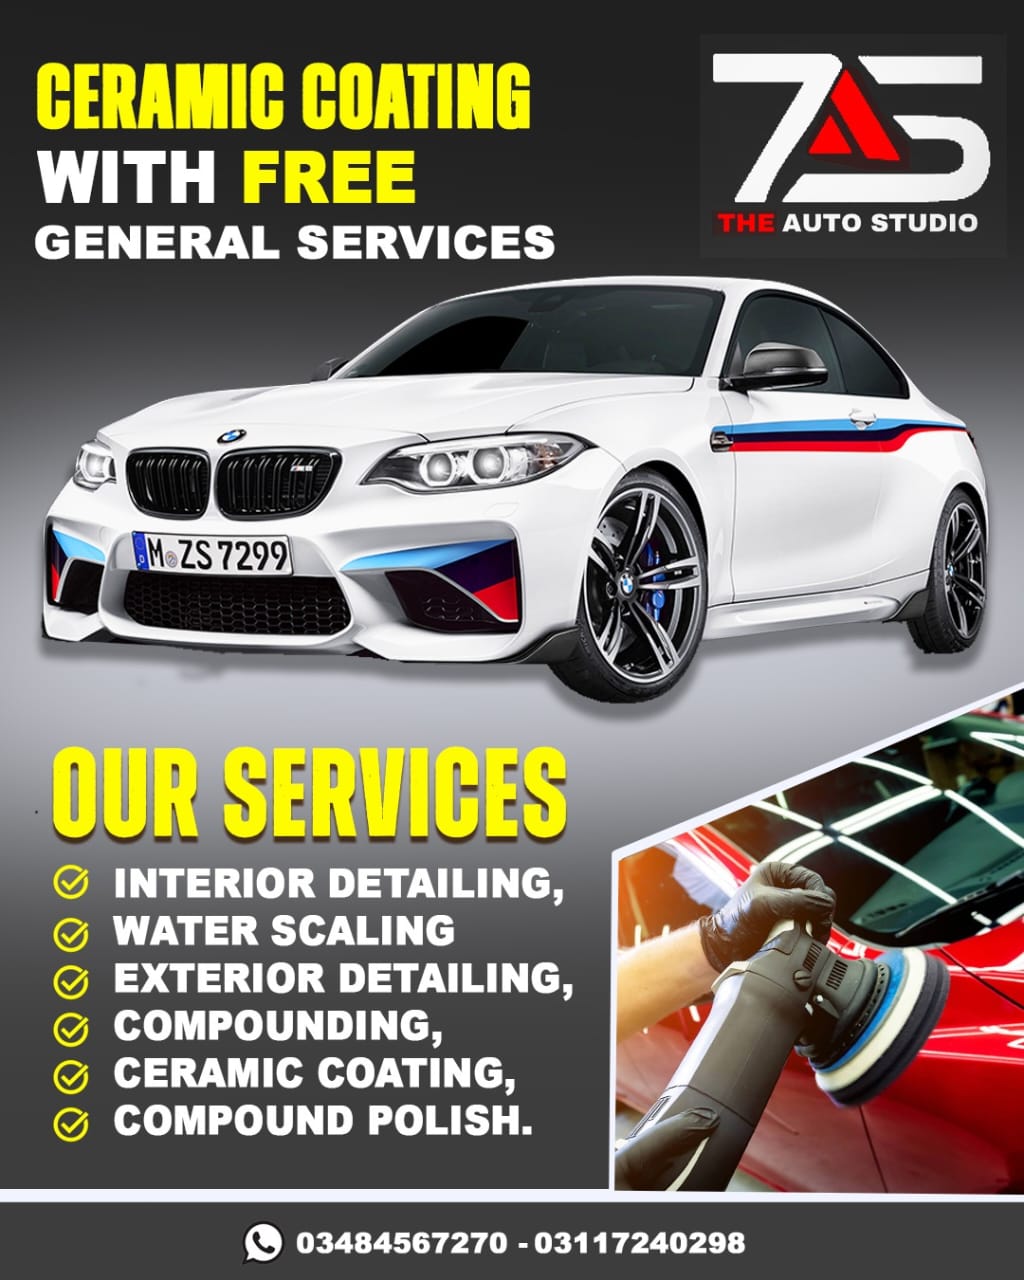 CERAMIC COATING
WITH FREE
GENERAL SERVICES
7A5
THE AUTO STUDIO
M ZS 7299
OUR SERVICES
INTERIOR DETAILING,
WATER SCALING
EXTERIOR DETAILING,
COMPOUNDING,
CERAMIC COATING,
COMPOUND POLISH.
03484567270 - 03117240298